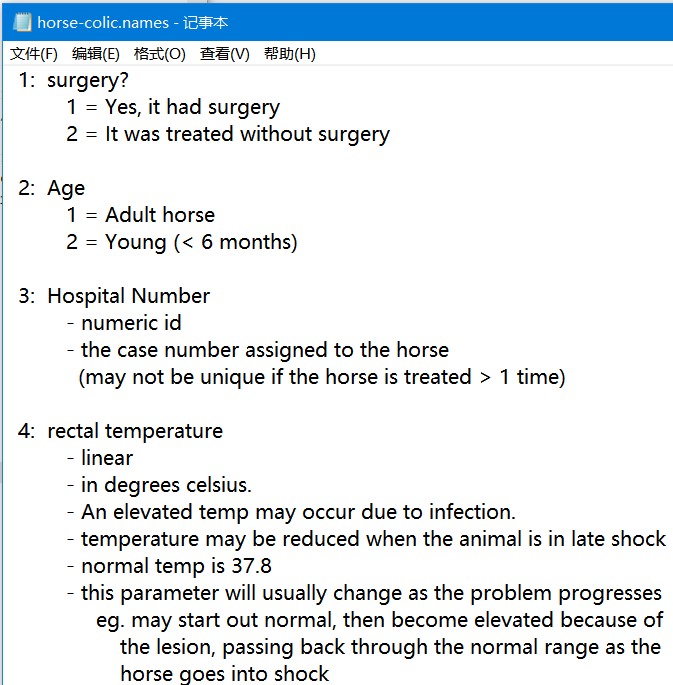 horse-colic.names - 记事本
文件(F) 编辑(E) 格式(O) 查看(V) 帮助(H)
1: surgery?
1 = Yes, it had surgery
2 = It was treated without surgery
2: Age
1 = Adult horse
2 = Young (< 6 months)
3: Hospital Number
- numeric id
- the case number assigned to the horse
(may not be unique if the horse is treated > 1 time)
4: rectal temperature
- linear
- in degrees celsius.
- An elevated temp may occur due to infection.
- temperature may be reduced when the animal is in late shock
- normal temp is 37.8
- this parameter will usually change as the problem progresses
eg. may start out normal, then become elevated because of
the lesion, passing back through the normal range as the
horse goes into shock